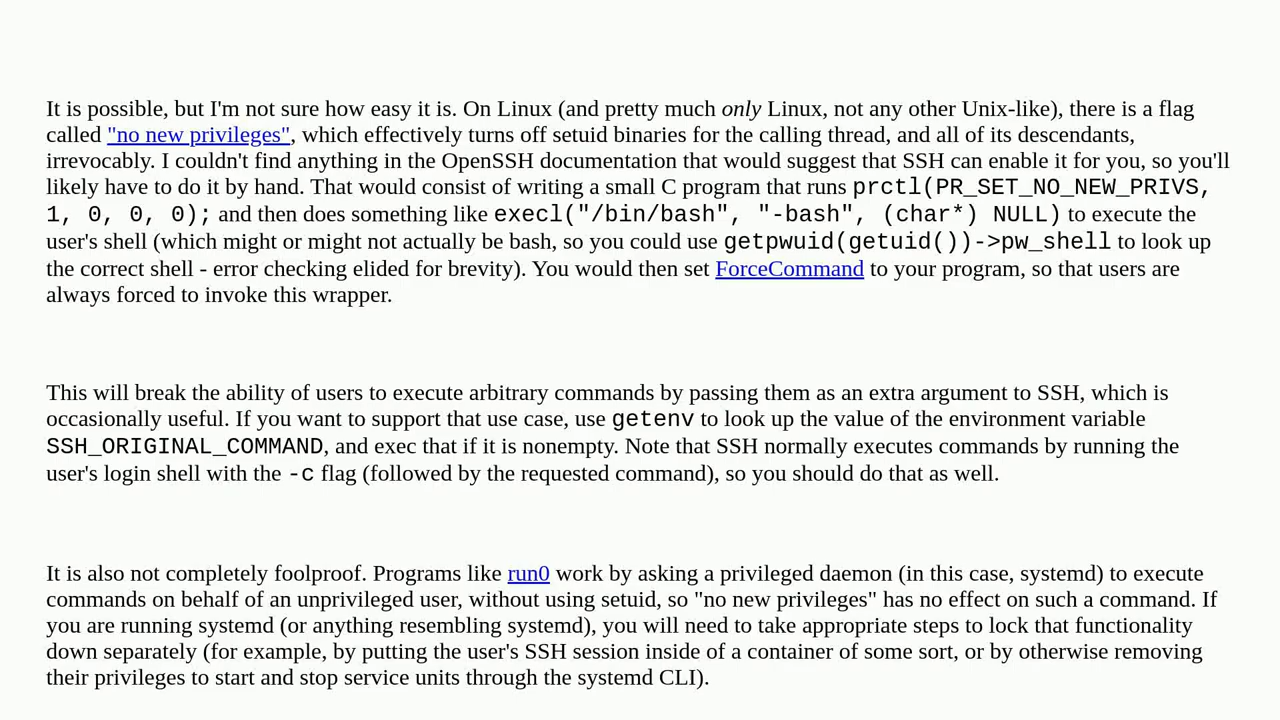 It is possible, but I'm not sure how easy it is. On Linux (and pretty much only Linux, not any other Unix-like), there is a flag
called "no new privileges", which effectively turns off setuid binaries for the calling thread, and all of its descendants,
irrevocably. I couldn't find anything in the OpenSSH documentation that would suggest that SSH can enable it for you, so you'll
likely have to do it by hand. That would consist of writing a small C program that runs prctl(PR_SET_NO_NEW_PRIVS,
1, 0, 0, 0); and then does something like execl("/bin/bash", "-bash", (char*) NULL) to execute the
user's shell (which might or might not actually be bash, so you could use getpwuid(getuid())->pw_shell to look up
the correct shell - error checking elided for brevity). You would then set ForceCommand to your program, so that users are
always forced to invoke this wrapper.
This will break the ability of users to execute arbitrary commands by passing them as an extra argument to SSH, which is
occasionally useful. If you want to support that use case, use getenv to look up the value of the environment variable
SSH_ORIGINAL_COMMAND, and exec that if it is nonempty. Note that SSH normally executes commands by running the
user's login shell with the -c flag (followed by the requested command), so you should do that as well.
It is also not completely foolproof. Programs like run0 work by asking a privileged daemon (in this case, systemd) to execute
commands on behalf of an unprivileged user, without using setuid, so "no new privileges" has no effect on such a command. If
you are running systemd (or anything resembling systemd), you will need to take appropriate steps to lock that functionality
down separately (for example, by putting the user's SSH session inside of a container of some sort, or by otherwise removing
their privileges to start and stop service units through the systemd CLI).